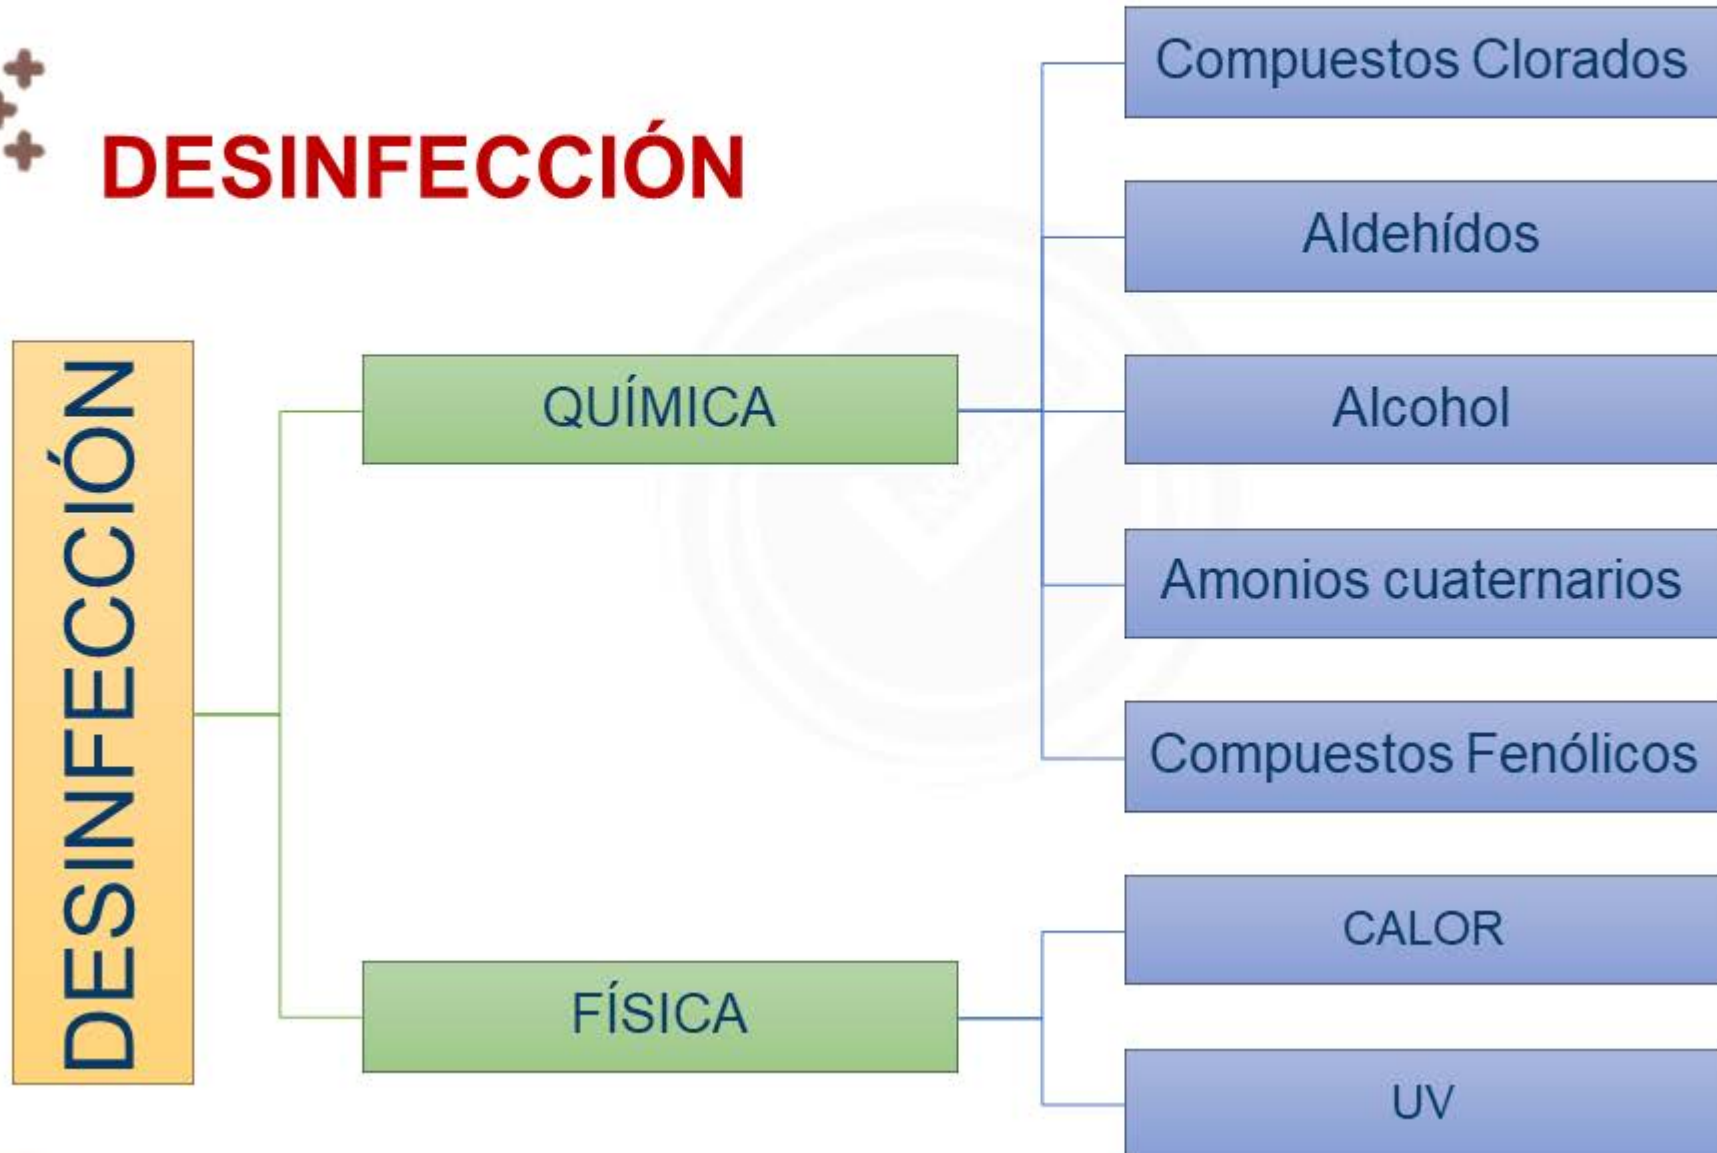 DESINFECCIÓN
DESINFECCIÓN
QUÍMICA
Compuestos Clorados
Aldehídos
Alcohol
Amonios cuaternarios
Compuestos Fenólicos
FÍSICA
CALOR
UV